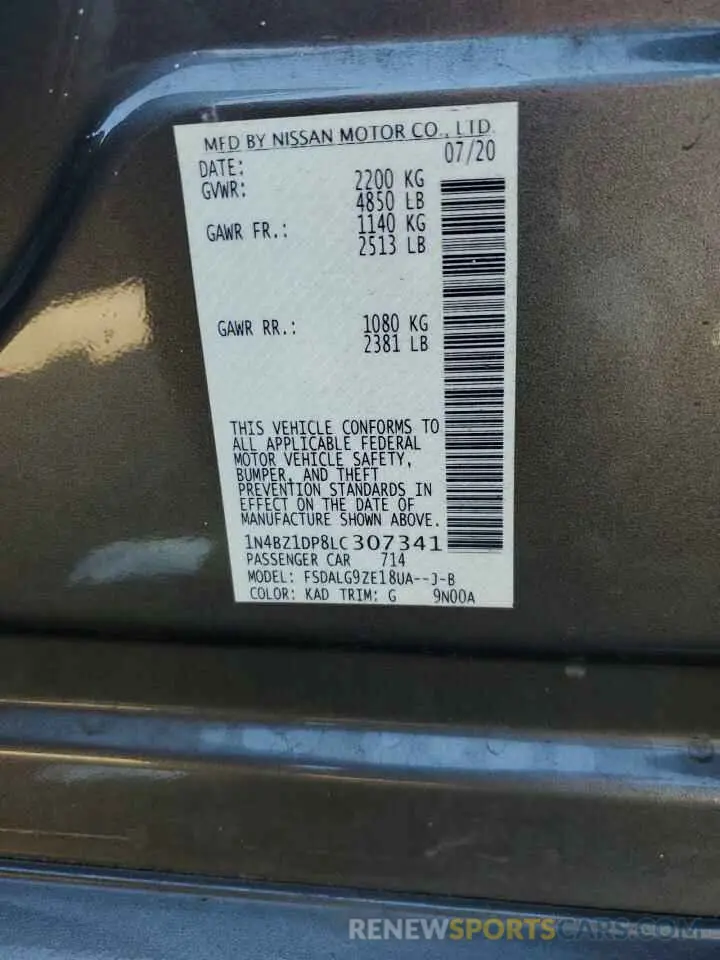 MFD BY NISSAN MOTOR CO., LTD.
DATE: 07/20
GVWR: 2200 KG
4850 LB
GAWR FR.: 1140 KG
2513 LB
GAWR RR.: 1080 KG
2381 LB
THIS VEHICLE CONFORMS TO
ALL APPLICABLE FEDERAL
MOTOR VEHICLE SAFETY,
BUMPER, AND THEFT
PREVENTION STANDARDS IN
EFFECT ON THE DATE OF
MANUFACTURE SHOWN ABOVE.
1N4BZ1DP8LC307341
PASSENGER CAR 714
MODEL: FSDALG9ZE18UA--J-B
COLOR: KAD TRIM: G 9N00A
RENEWSPORTSCARS.COM